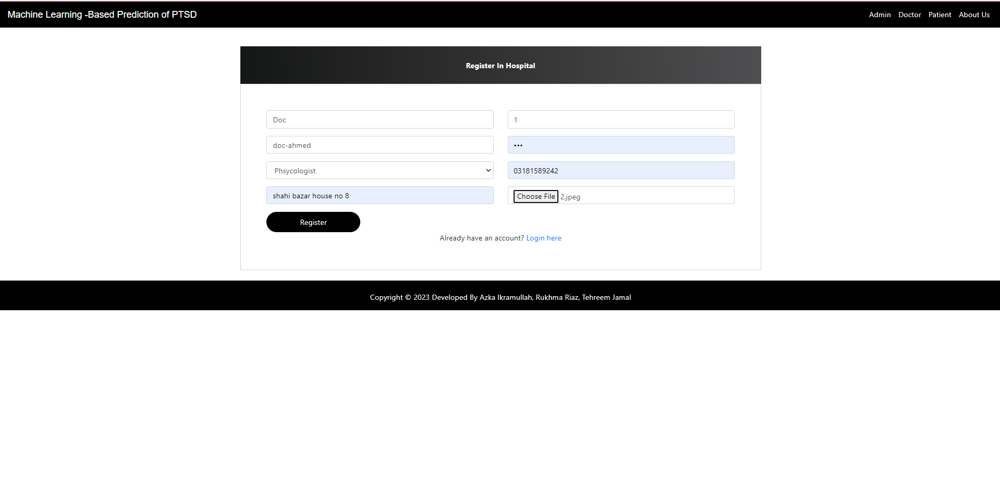 Machine Learning -Based Prediction of PTSD
Admin Doctor Patient About Us
Register In Hospital
Doc
1
doc-ahmed
•••
Phsycologist
03181589242
shahi bazar house no 8
Choose File 2.jpeg
Register
Already have an account? Login here
Copyright © 2023 Developed By Azka Ikramullah, Rukhma Riaz, Tehreem Jamal